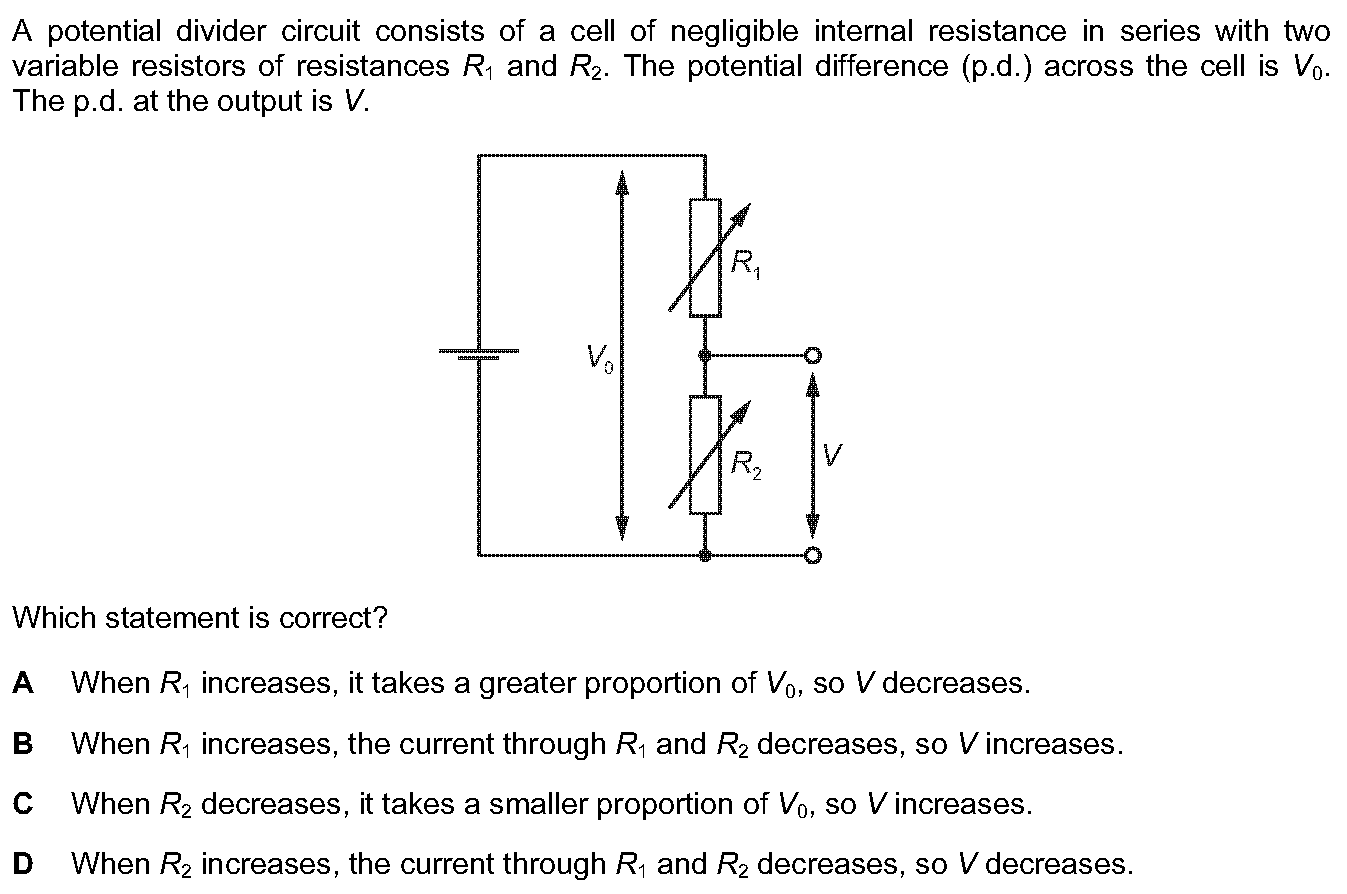 A potential divider circuit consists of a cell of negligible internal resistance in series with two
variable resistors of resistances R₁ and R₂. The potential difference (p.d.) across the cell is V₀.
The p.d. at the output is V.
R₁
V₀
R₂
V
Which statement is correct?
A When R₁ increases, it takes a greater proportion of V₀, so V decreases.
B When R₁ increases, the current through R₁ and R₂ decreases, so V increases.
C When R₂ decreases, it takes a smaller proportion of V₀, so V increases.
D When R₂ increases, the current through R₁ and R₂ decreases, so V decreases.